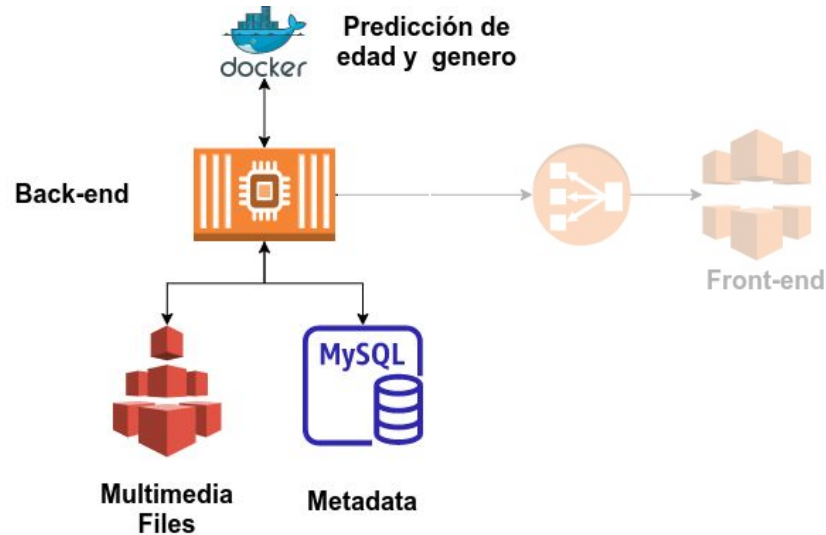 Predicción de
edad y genero
docker
Back-end
Front-end
MySQL
Multimedia
Files
Metadata